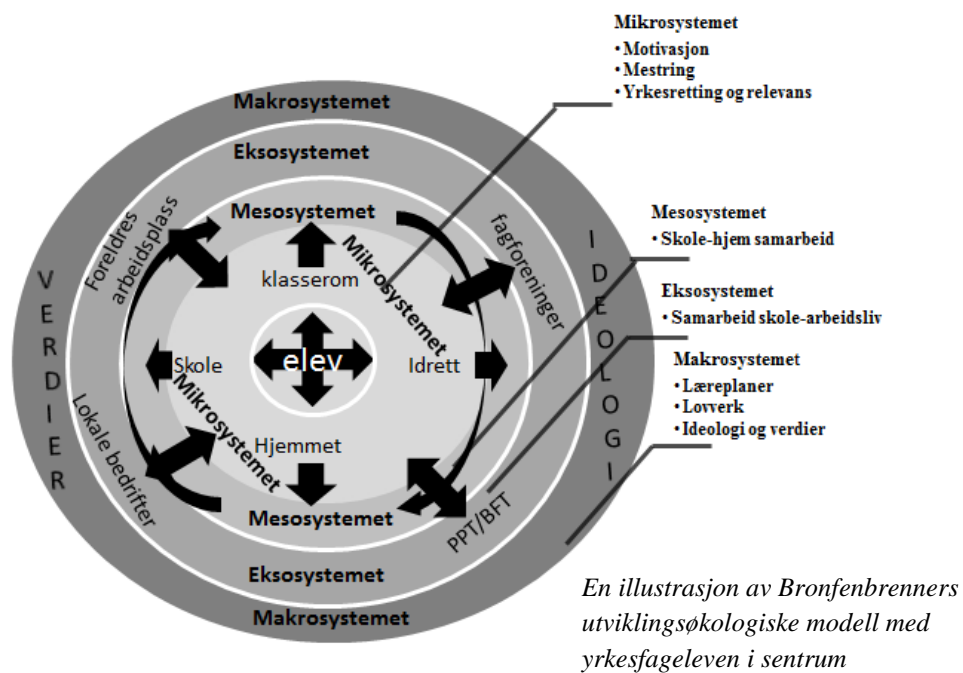 Mikrosystemet
• Motivasjon
• Mestring
• Yrkesretting og relevans
Makrosystemet
Eksosystemet
Mesosystemet
Foreldres
arbeidsplass
fagforeninger
Mikrosystemet
klasserom
VERDIER
IDEOLOGI
Skole
elev
Idrett
Mikrosystemet
Hjemmet
Lokale bedrifter
PPT/BFT
Mesosystemet
Eksosystemet
Makrosystemet
Mesosystemet
• Skole-hjem samarbeid
Eksosystemet
• Samarbeid skole-arbeidsliv
Makrosystemet
• Læreplaner
• Lovverk
• Ideologi og verdier
En illustrasjon av Bronfenbrenners
utviklingsøkologiske modell med
yrkesfageleven i sentrum